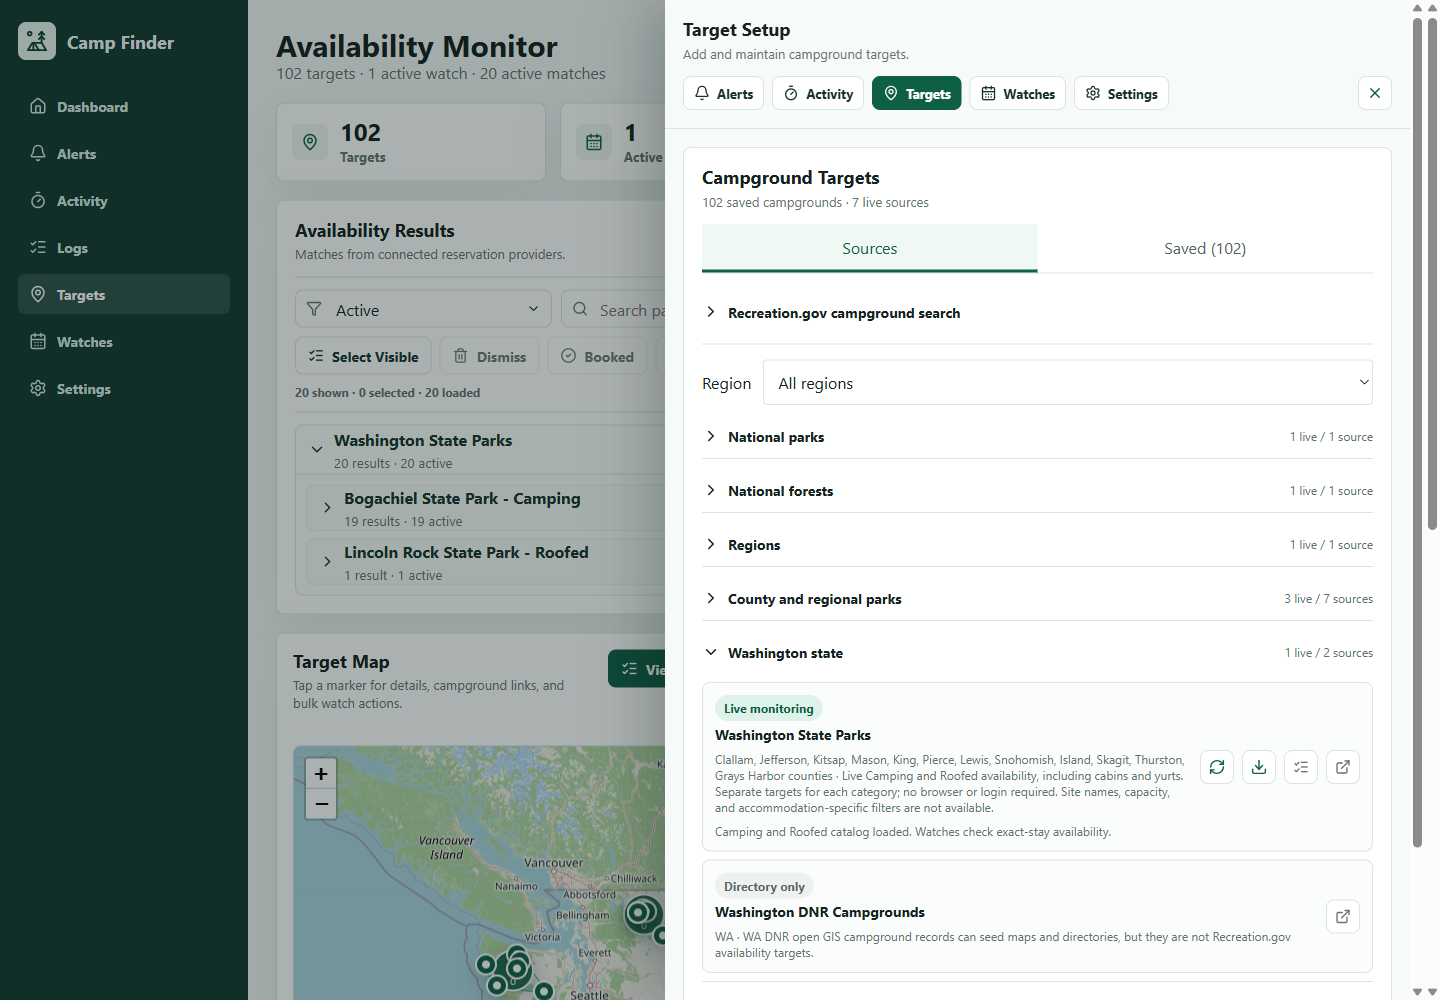 Camp Finder
Dashboard
Alerts
Activity
Logs
Targets
Watches
Settings
Availability Monitor
102 targets · 1 active watch · 20 active matches
102
Targets
1
Active
Availability Results
Matches from connected reservation providers.
Active
Search
Select Visible
Dismiss
Booked
20 shown · 0 selected · 20 loaded
Washington State Parks
20 results · 20 active
Bogachiel State Park - Camping
19 results · 19 active
Lincoln Rock State Park - Roofed
1 result · 1 active
Target Map
Tap a marker for details, campground links, and
bulk watch actions.
+
−
Vancouver
Island
Vancouver
Nanaimo
Chilliwack
Abbotsford
Bellingham
Victoria
Everett
Seattle
Target Setup
Add and maintain campground targets.
Alerts
Activity
Targets
Watches
Settings
Campground Targets
102 saved campgrounds · 7 live sources
Sources
Saved (102)
Recreation.gov campground search
Region
All regions
National parks
1 live / 1 source
National forests
1 live / 1 source
Regions
1 live / 1 source
County and regional parks
3 live / 7 sources
Washington state
1 live / 2 sources
Live monitoring
Washington State Parks
Clallam, Jefferson, Kitsap, Mason, King, Pierce, Lewis, Snohomish, Island, Skagit, Thurston,
Grays Harbor counties · Live Camping and Roofed availability, including cabins and yurts.
Separate targets for each category; no browser or login required. Site names, capacity,
and accommodation-specific filters are not available.
Camping and Roofed catalog loaded. Watches check exact-stay availability.
Directory only
Washington DNR Campgrounds
WA · WA DNR open GIS campground records can seed maps and directories, but they are not Recreation.gov
availability targets.